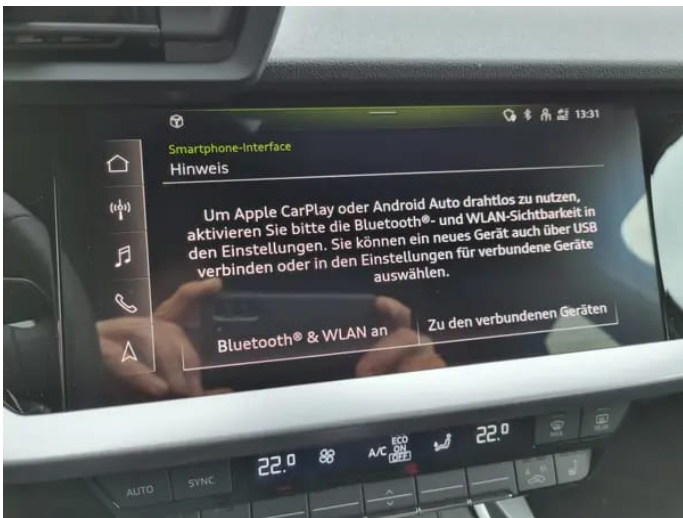 13:31
Smartphone-Interface
Hinweis
Um Apple CarPlay oder Android Auto drahtlos zu nutzen,
aktivieren Sie bitte die Bluetooth®- und WLAN-Sichtbarkeit in
den Einstellungen. Sie können ein neues Gerät auch über USB
verbinden oder in den Einstellungen für verbundene Geräte
auswählen.
Bluetooth® & WLAN an
Zu den verbundenen Geräten
AUTO
SYNC
22.0
A/C
ECO
ON
OFF
22.0